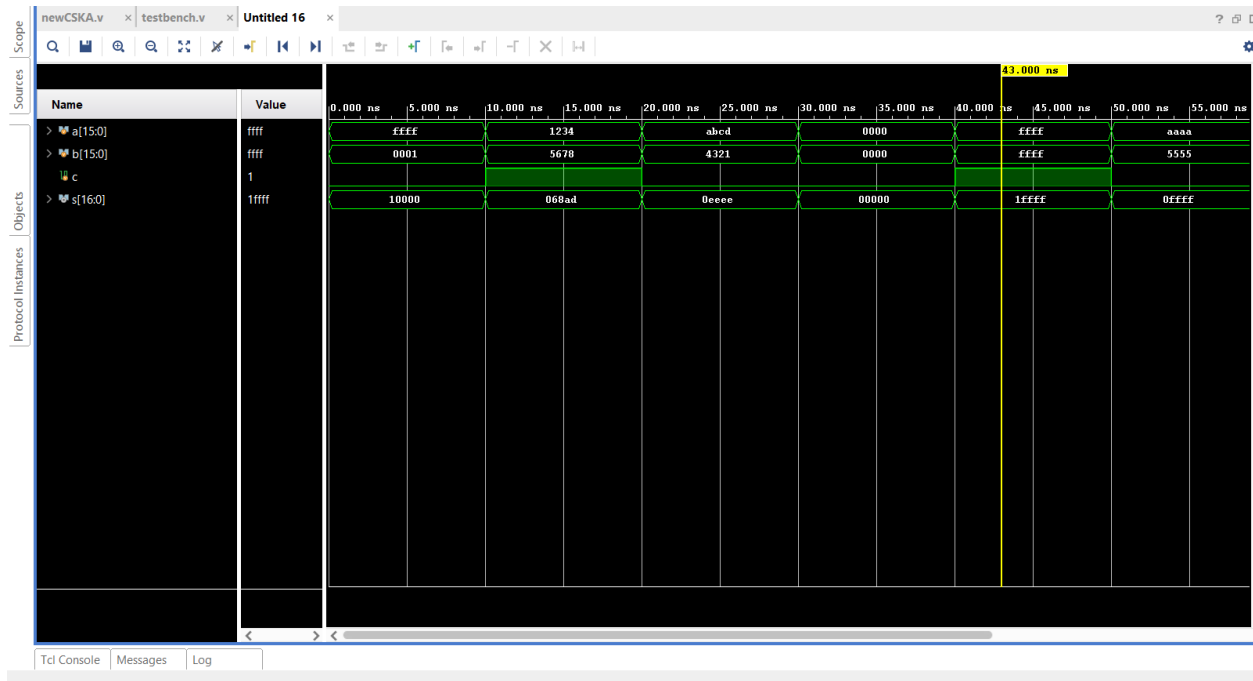 newCSKA.v × testbench.v × Untitled 16 ×
?
Scope
Sources
Objects
Protocol Instances
43.000 ns
Name Value 0.000 ns 5.000 ns 10.000 ns 15.000 ns 20.000 ns 25.000 ns 30.000 ns 35.000 ns 40.000 ns 45.000 ns 50.000 ns 55.000 ns
> a[15:0] ffff ffff 1234 abcd 0000 ffff aaaa
> b[15:0] ffff 0001 5678 4321 0000 ffff 5555
c 1
> s[16:0] 1ffff 10000 068ad 0eeee 00000 1ffff 0ffff
Tcl Console Messages Log